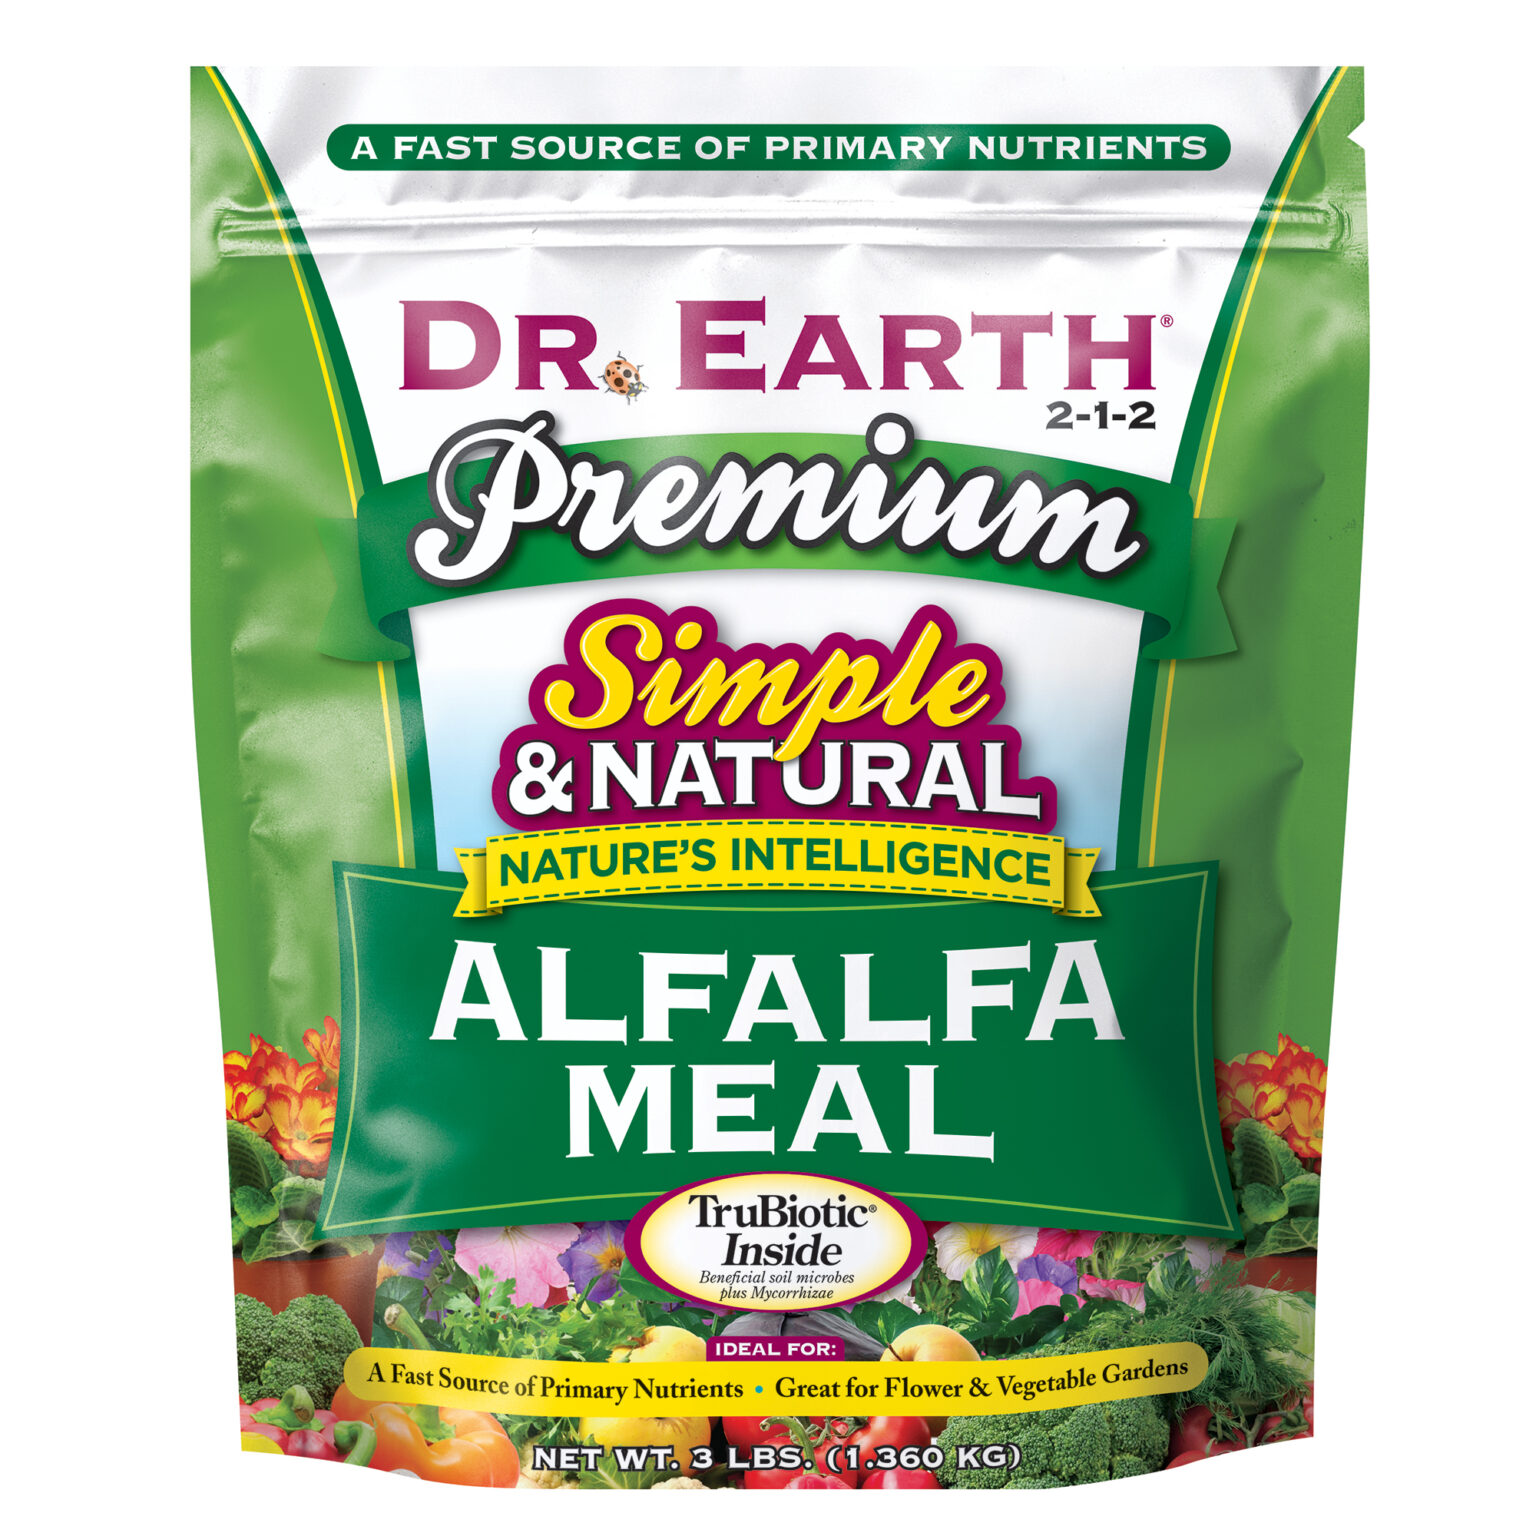 A FAST SOURCE OF PRIMARY NUTRIENTS
DR. EARTH®
2-1-2
Premium
Simple
& NATURAL
NATURE'S INTELLIGENCE
ALFALFA
MEAL
TruBiotic®
Inside
Beneficial soil microbes
plus Mycorrhizae
IDEAL FOR:
A Fast Source of Primary Nutrients • Great for Flower & Vegetable Gardens
NET WT. 3 LBS. (1.360 KG)